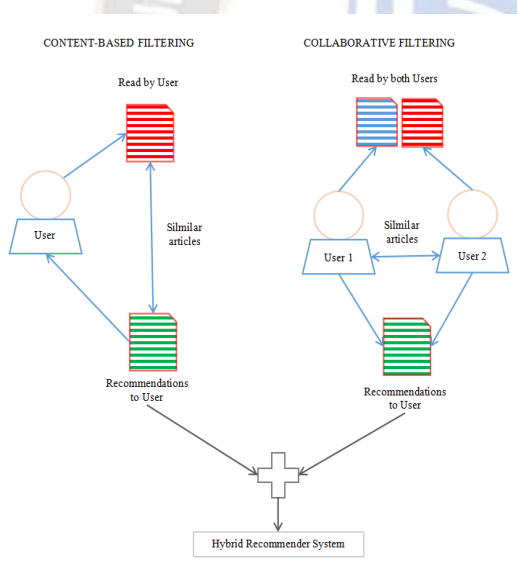 CONTENT-BASED FILTERING
Read by User
User
Silmilar
articles
Recommendations
to User
COLLABORATIVE FILTERING
Read by both Users
User 1
Silmilar
articles
User 2
Recommendations
to User
Hybrid Recommender System